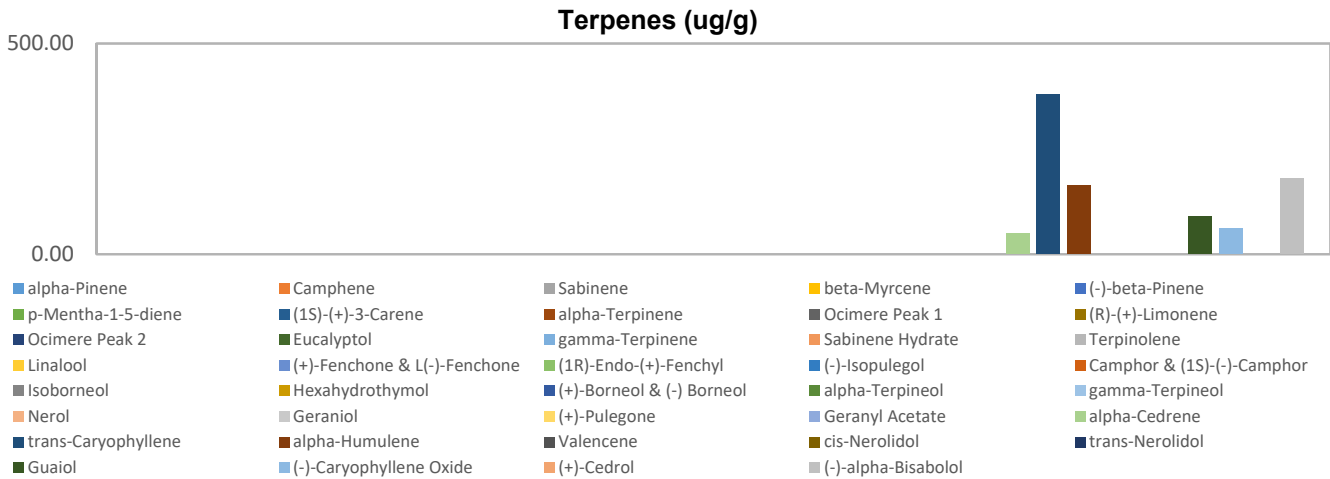 Terpenes (ug/g)
500.00
0.00
alpha-Pinene Camphene Sabinene beta-Myrcene (-)-beta-Pinene
p-Mentha-1-5-diene (1S)-(+)-3-Carene alpha-Terpinene Ocimere Peak 1 (R)-(+)-Limonene
Ocimere Peak 2 Eucalyptol gamma-Terpinene Sabinene Hydrate Terpinolene
Linalool (+)-Fenchone & L(-)-Fenchone (1R)-Endo-(+)-Fenchyl (-)-Isopulegol Camphor & (1S)-(-)-Camphor
Isoborneol Hexahydrothymol (+)-Borneol & (-) Borneol alpha-Terpineol gamma-Terpineol
Nerol Geraniol (+)-Pulegone Geranyl Acetate alpha-Cedrene
trans-Caryophyllene alpha-Humulene Valencene cis-Nerolidol trans-Nerolidol
Guaiol (-)-Caryophyllene Oxide (+)-Cedrol (-)-alpha-Bisabolol